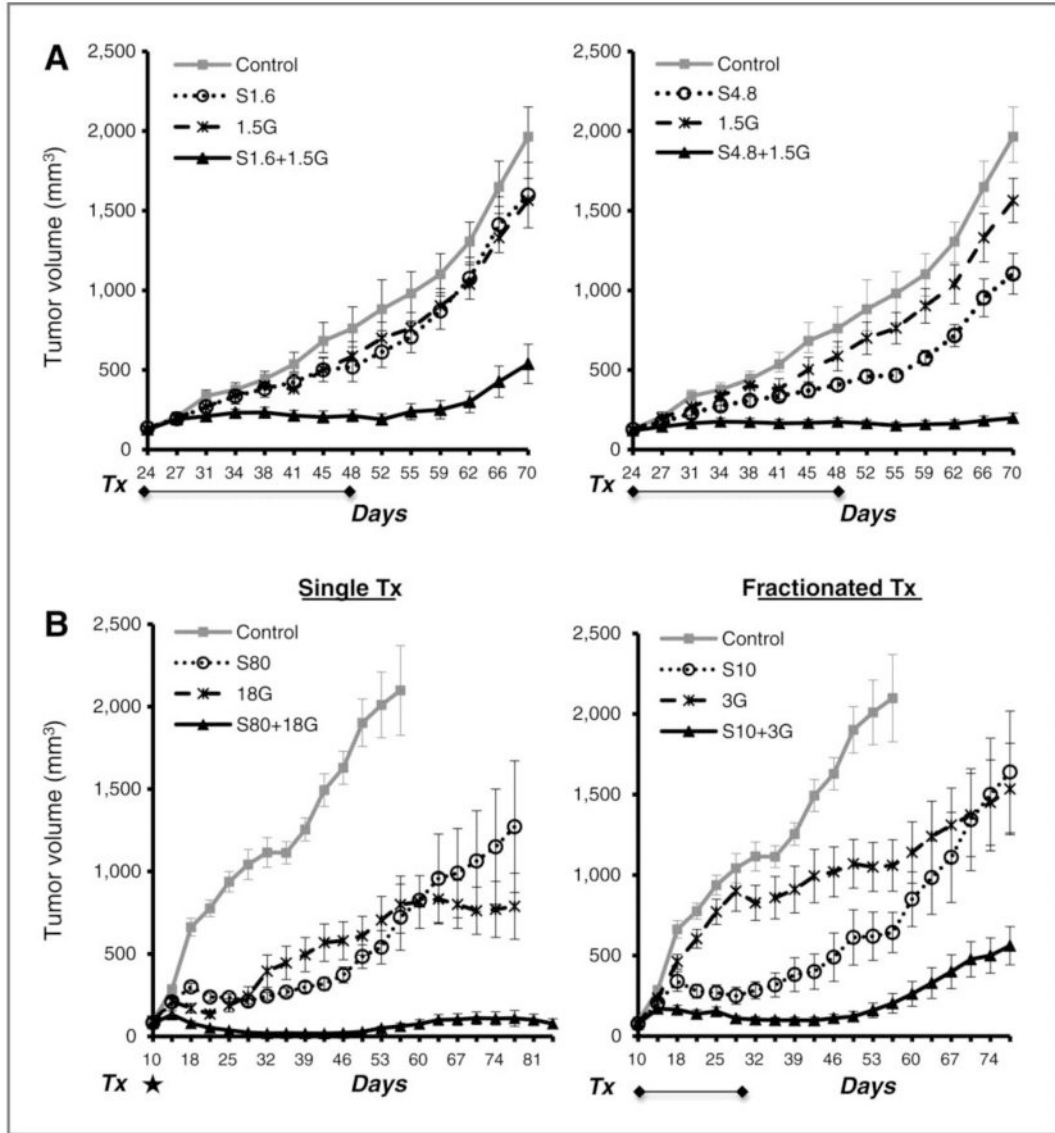 A
Tumor volume (mm³)
2,500
2,000
1,500
1,000
500
0
Control
S1.6
1.5G
S1.6+1.5G
24 27 31 34 38 41 45 48 52 55 59 62 66 70
Tx
Days
2,500
2,000
1,500
1,000
500
0
Control
S4.8
1.5G
S4.8+1.5G
24 27 31 34 38 41 45 48 52 55 59 62 66 70
Tx
Days
B
Single Tx
Tumor volume (mm³)
2,500
2,000
1,500
1,000
500
0
Control
S80
18G
S80+18G
10 18 25 32 39 46 53 60 67 74 81
Tx
Days
Fractionated Tx
2,500
2,000
1,500
1,000
500
0
Control
S10
3G
S10+3G
10 18 25 32 39 46 53 60 67 74
Tx
Days